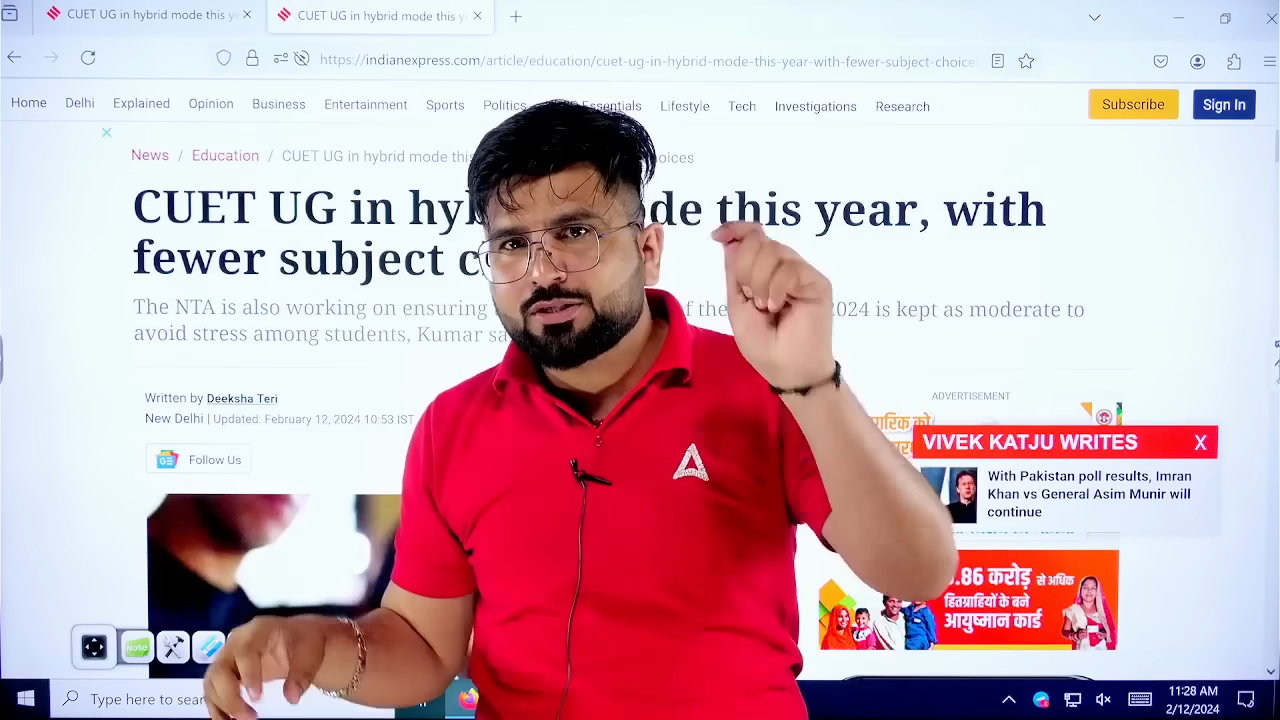 CUET UG in hybrid mode this y
CUET UG in hybrid mode this y
https://indianexpress.com/article/education/cuet-ug-in-hybrid-mode-this-year-with-fewer-subject-choices
Home Delhi Explained Opinion Business Entertainment Sports Politics Essentials Lifestyle Tech Investigations Research Subscribe Sign In
News / Education / CUET UG in hybrid mode this oices
CUET UG in hyb de this year, with
fewer subject c
The NTA is also working on ensuring of the 2024 is kept as moderate to
avoid stress among students, Kumar sa
Written by Deeksha Teri
New Delhi | Updated: February 12, 2024 10:53 IST
Follow Us
ADVERTISEMENT
VIVEK KATJU WRITES X
With Pakistan poll results, Imran
Khan vs General Asim Munir will
continue
.86 करोड़ से अधिक
हितग्राहियों के बने
आयुष्मान कार्ड
Note
Type here to sear
11:28 AM
2/12/2024